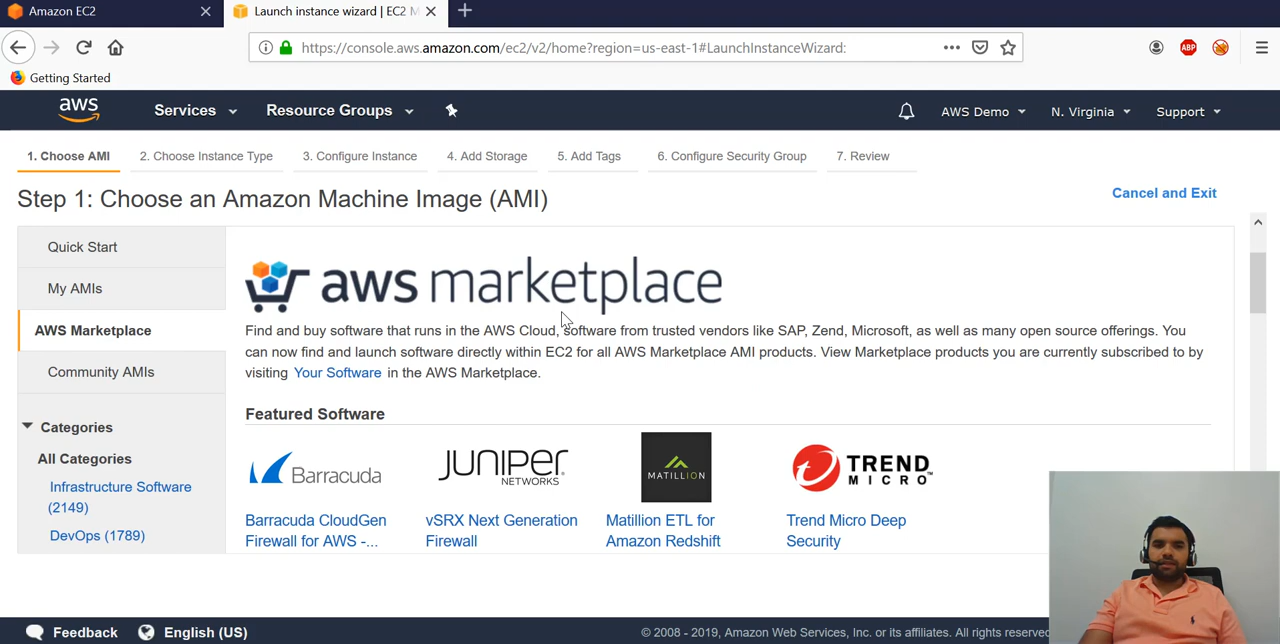 Amazon EC2
Launch instance wizard | EC2 M
https://console.aws.amazon.com/ec2/v2/home?region=us-east-1#LaunchInstanceWizard:
ABP
Getting Started
aws
Services
Resource Groups
AWS Demo
N. Virginia
Support
1. Choose AMI
2. Choose Instance Type
3. Configure Instance
4. Add Storage
5. Add Tags
6. Configure Security Group
7. Review
Step 1: Choose an Amazon Machine Image (AMI)
Cancel and Exit
Quick Start
My AMIs
AWS Marketplace
Community AMIs
Categories
All Categories
Infrastructure Software
(2149)
DevOps (1789)
aws marketplace
Find and buy software that runs in the AWS Cloud, software from trusted vendors like SAP, Zend, Microsoft, as well as many open source offerings. You
can now find and launch software directly within EC2 for all AWS Marketplace AMI products. View Marketplace products you are currently subscribed to by
visiting Your Software in the AWS Marketplace.
Featured Software
Barracuda
JUNIPER
NETWORKS
MATILLION
TREND
MICRO
Barracuda CloudGen
Firewall for AWS -...
vSRX Next Generation
Firewall
Matillion ETL for
Amazon Redshift
Trend Micro Deep
Security
Feedback
English (US)
© 2008 - 2019, Amazon Web Services, Inc. or its affiliates. All rights